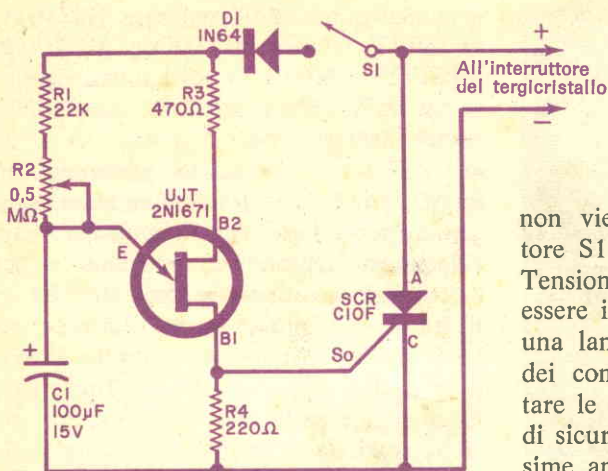 D1
1N64
+
S1
All'interruttore
del tergicristallo
−
R1
22K
R3
470Ω
R2
0,5
MΩ
UJT
2N1671
B2
E
B1
SCR
C10F
A
C
So
+
C1
100µF
15V
R4
220Ω
non vie
tore S1
Tension
essere i
una lan
dei con
tare le
di sicur
sime an